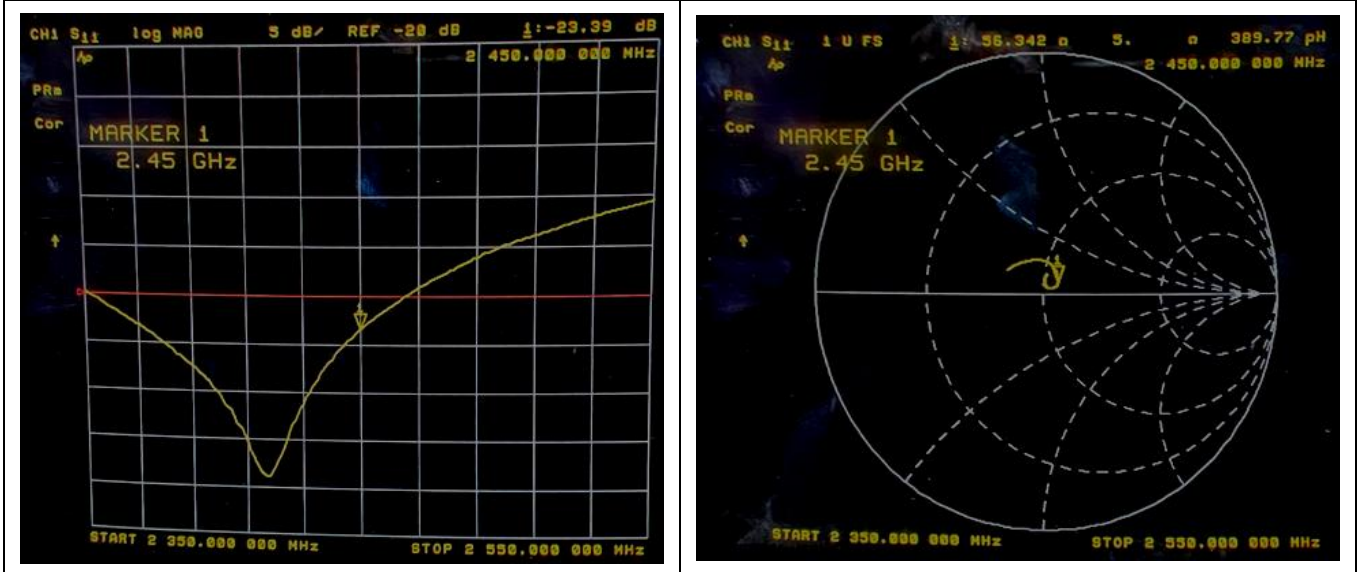 CH1 S11 log MAG 5 dB/ REF -20 dB 1:-23.39 dB
2 450.000 000 MHz
PRm
Cor
MARKER 1
2.45 GHz
1
START 2 350.000 000 MHz STOP 2 550.000 000 MHz
CH1 S11 1 U FS 1: 56.342 Ω 5. Ω 389.77 pH
2 450.000 000 MHz
PRm
Cor
MARKER 1
2.45 GHz
1
START 2 350.000 000 MHz STOP 2 550.000 000 MHz